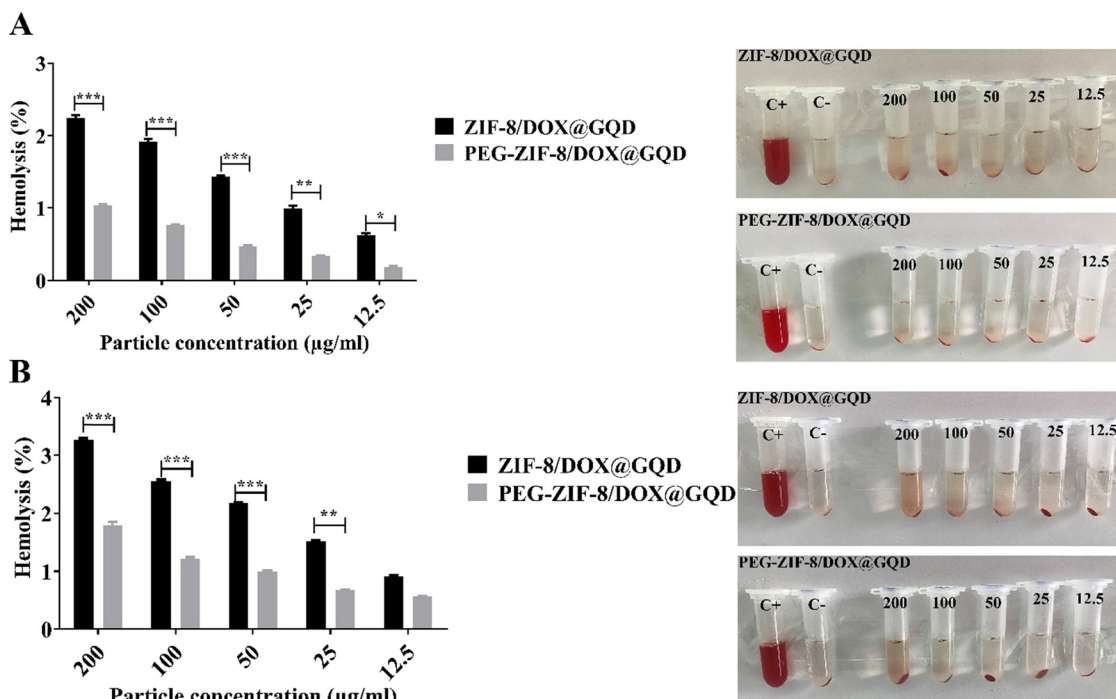 A
3
2
1
0
Hemolysis (%)
***
***
***
**
*
200
100
50
25
12.5
Particle concentration (µg/ml)
ZIF-8/DOX@GQD
PEG-ZIF-8/DOX@GQD
ZIF-8/DOX@GQD
C+ C- 200 100 50 25 12.5
PEG-ZIF-8/DOX@GQD
C+ C- 200 100 50 25 12.5
B
4
3
2
1
0
Hemolysis (%)
***
***
***
**
200
100
50
25
12.5
Particle concentration (µg/ml)
ZIF-8/DOX@GQD
PEG-ZIF-8/DOX@GQD
ZIF-8/DOX@GQD
C+ C- 200 100 50 25 12.5
PEG-ZIF-8/DOX@GQD
C+ C- 200 100 50 25 12.5